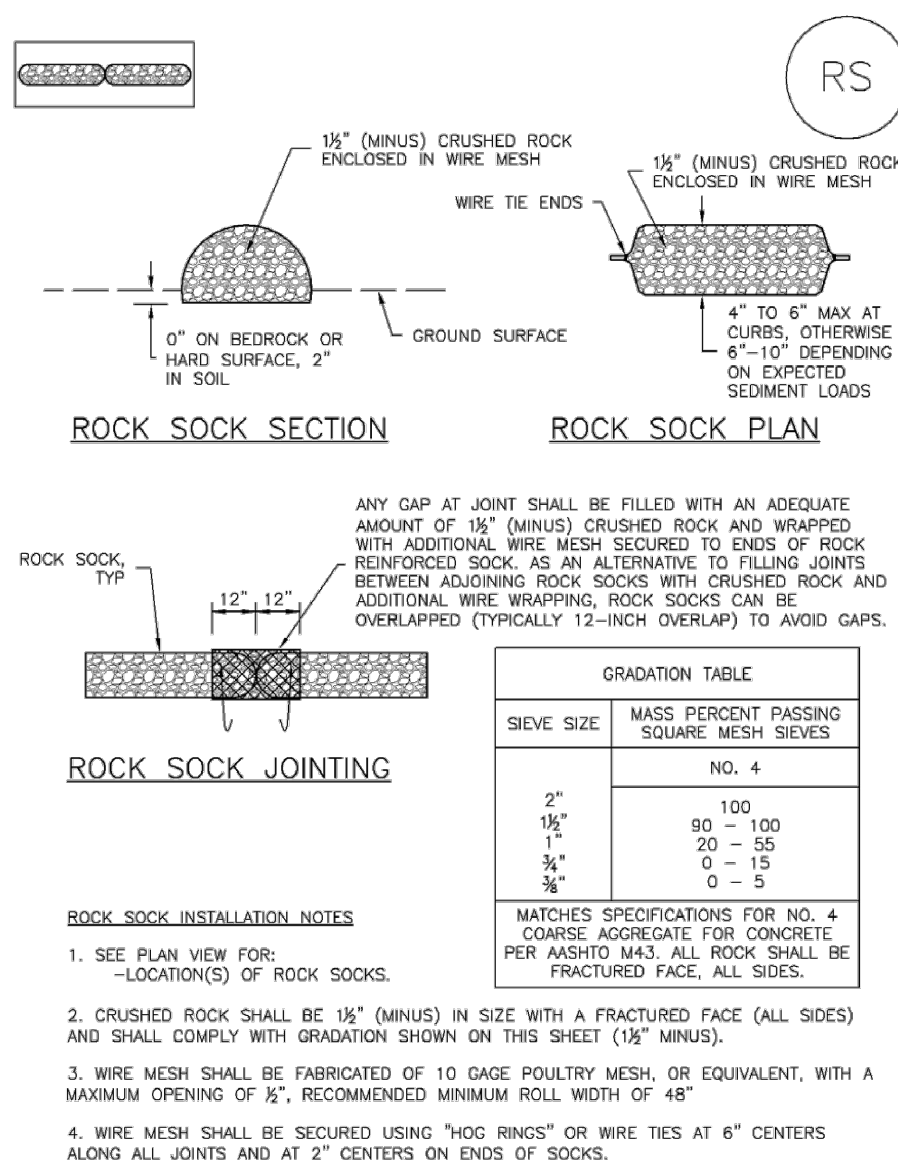 RS
1½" (MINUS) CRUSHED ROCK
ENCLOSED IN WIRE MESH
0" ON BEDROCK OR
HARD SURFACE, 2"
IN SOIL
GROUND SURFACE
ROCK SOCK SECTION
1½" (MINUS) CRUSHED ROCK
ENCLOSED IN WIRE MESH
WIRE TIE ENDS
4" TO 6" MAX AT
CURBS, OTHERWISE
6"-10" DEPENDING
ON EXPECTED
SEDIMENT LOADS
ROCK SOCK PLAN
ANY GAP AT JOINT SHALL BE FILLED WITH AN ADEQUATE
AMOUNT OF 1½" (MINUS) CRUSHED ROCK AND WRAPPED
WITH ADDITIONAL WIRE MESH SECURED TO ENDS OF ROCK
REINFORCED SOCK. AS AN ALTERNATIVE TO FILLING JOINTS
BETWEEN ADJOINING ROCK SOCKS WITH CRUSHED ROCK AND
ADDITIONAL WIRE WRAPPING, ROCK SOCKS CAN BE
OVERLAPPED (TYPICALLY 12-INCH OVERLAP) TO AVOID GAPS.
ROCK SOCK,
TYP
12" 12"
ROCK SOCK JOINTING
GRADATION TABLE
SIEVE SIZE MASS PERCENT PASSING
SQUARE MESH SIEVES
NO. 4
2" 100
1½" 90 - 100
1" 20 - 55
¾" 0 - 15
⅜" 0 - 5
MATCHES SPECIFICATIONS FOR NO. 4
COARSE AGGREGATE FOR CONCRETE
PER AASHTO M43. ALL ROCK SHALL BE
FRACTURED FACE, ALL SIDES.
ROCK SOCK INSTALLATION NOTES
1. SEE PLAN VIEW FOR:
-LOCATION(S) OF ROCK SOCKS.
2. CRUSHED ROCK SHALL BE 1½" (MINUS) IN SIZE WITH A FRACTURED FACE (ALL SIDES)
AND SHALL COMPLY WITH GRADATION SHOWN ON THIS SHEET (1½" MINUS).
3. WIRE MESH SHALL BE FABRICATED OF 10 GAGE POULTRY MESH, OR EQUIVALENT, WITH A
MAXIMUM OPENING OF ½", RECOMMENDED MINIMUM ROLL WIDTH OF 48"
4. WIRE MESH SHALL BE SECURED USING "HOG RINGS" OR WIRE TIES AT 6" CENTERS
ALONG ALL JOINTS AND AT 2" CENTERS ON ENDS OF SOCKS.